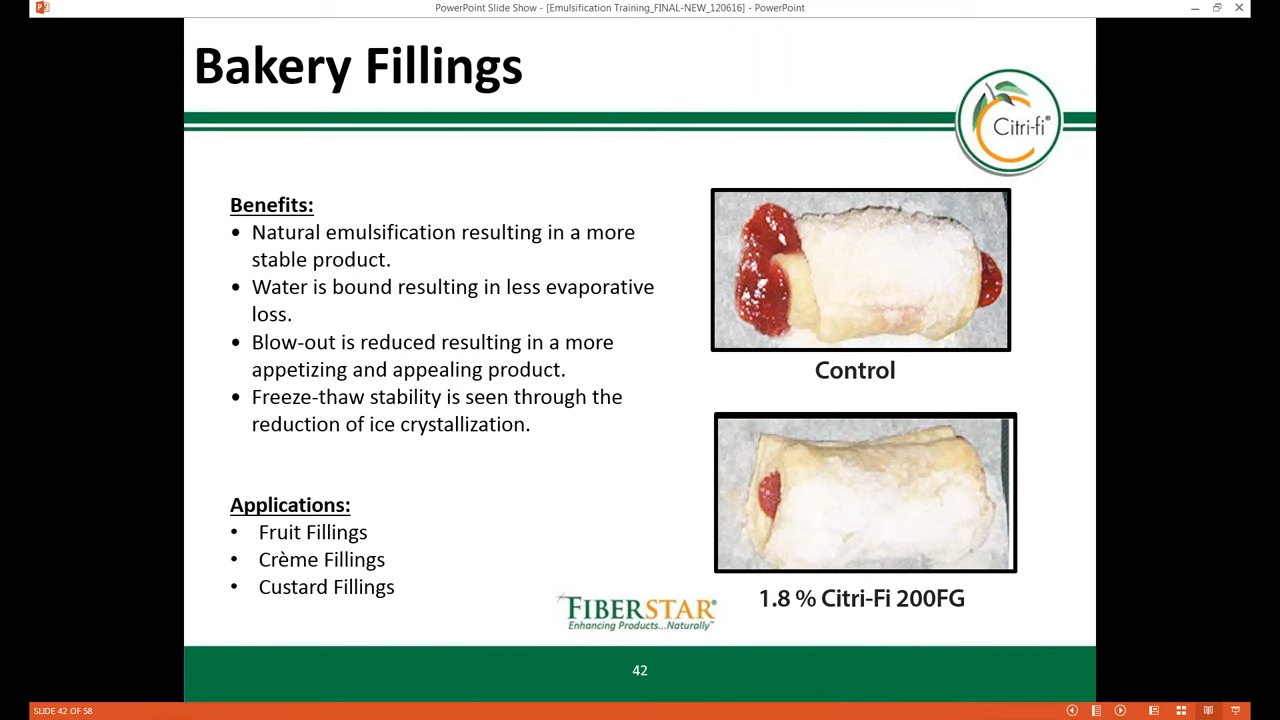 PowerPoint Slide Show - [Emulsification Training_FINAL-NEW_120616] - PowerPoint
Bakery Fillings
Citri-fi®
Benefits:
• Natural emulsification resulting in a more
stable product.
• Water is bound resulting in less evaporative
loss.
• Blow-out is reduced resulting in a more
appetizing and appealing product.
• Freeze-thaw stability is seen through the
reduction of ice crystallization.
Control
Applications:
• Fruit Fillings
• Crème Fillings
• Custard Fillings
1.8 % Citri-Fi 200FG
FIBERSTAR®
Enhancing Products...Naturally™
42
SLIDE 42 OF 58